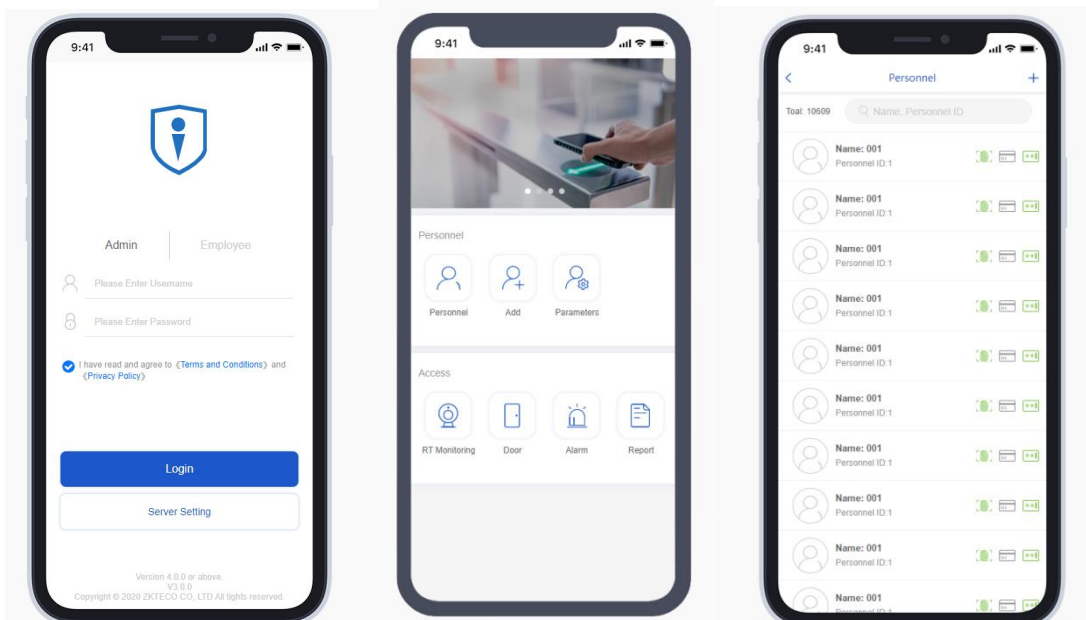 9:41
Admin
Employee
Please Enter Username
Please Enter Password
I have read and agree to 《Terms and Conditions》 and
《Privacy Policy》
Login
Server Setting
Version 4.0.0 or above
V3.0.0
Copyright © 2020 ZKTECO CO, LTD All lights reserved.
9:41
Personnel
Personnel
Add
Parameters
Access
RT Monitoring
Door
Alarm
Report
9:41
Personnel
Toal: 10609
Name, Personnel ID
Name: 001
Personnel ID:1
Name: 001
Personnel ID:1
Name: 001
Personnel ID:1
Name: 001
Personnel ID:1
Name: 001
Personnel ID:1
Name: 001
Personnel ID:1
Name: 001
Personnel ID:1
Name: 001
Personnel ID:1
Name: 001
Personnel ID:1
Name: 001
Personnel ID:1